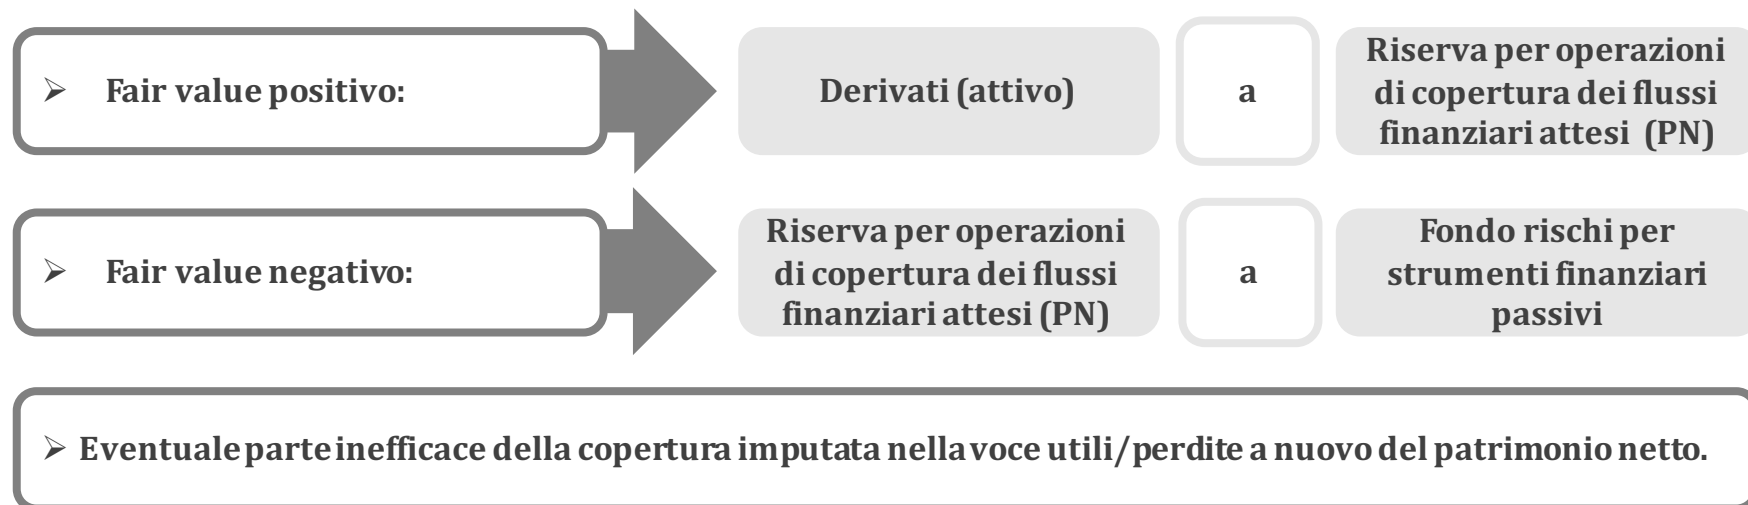 ➢ Fair value positivo:
Derivati (attivo)
a
Riserva per operazioni
di copertura dei flussi
finanziari attesi (PN)
➢ Fair value negativo:
Riserva per operazioni
di copertura dei flussi
finanziari attesi (PN)
a
Fondo rischi per
strumenti finanziari
passivi
➢ Eventuale parte inefficace della copertura imputata nella voce utili/perdite a nuovo del patrimonio netto.